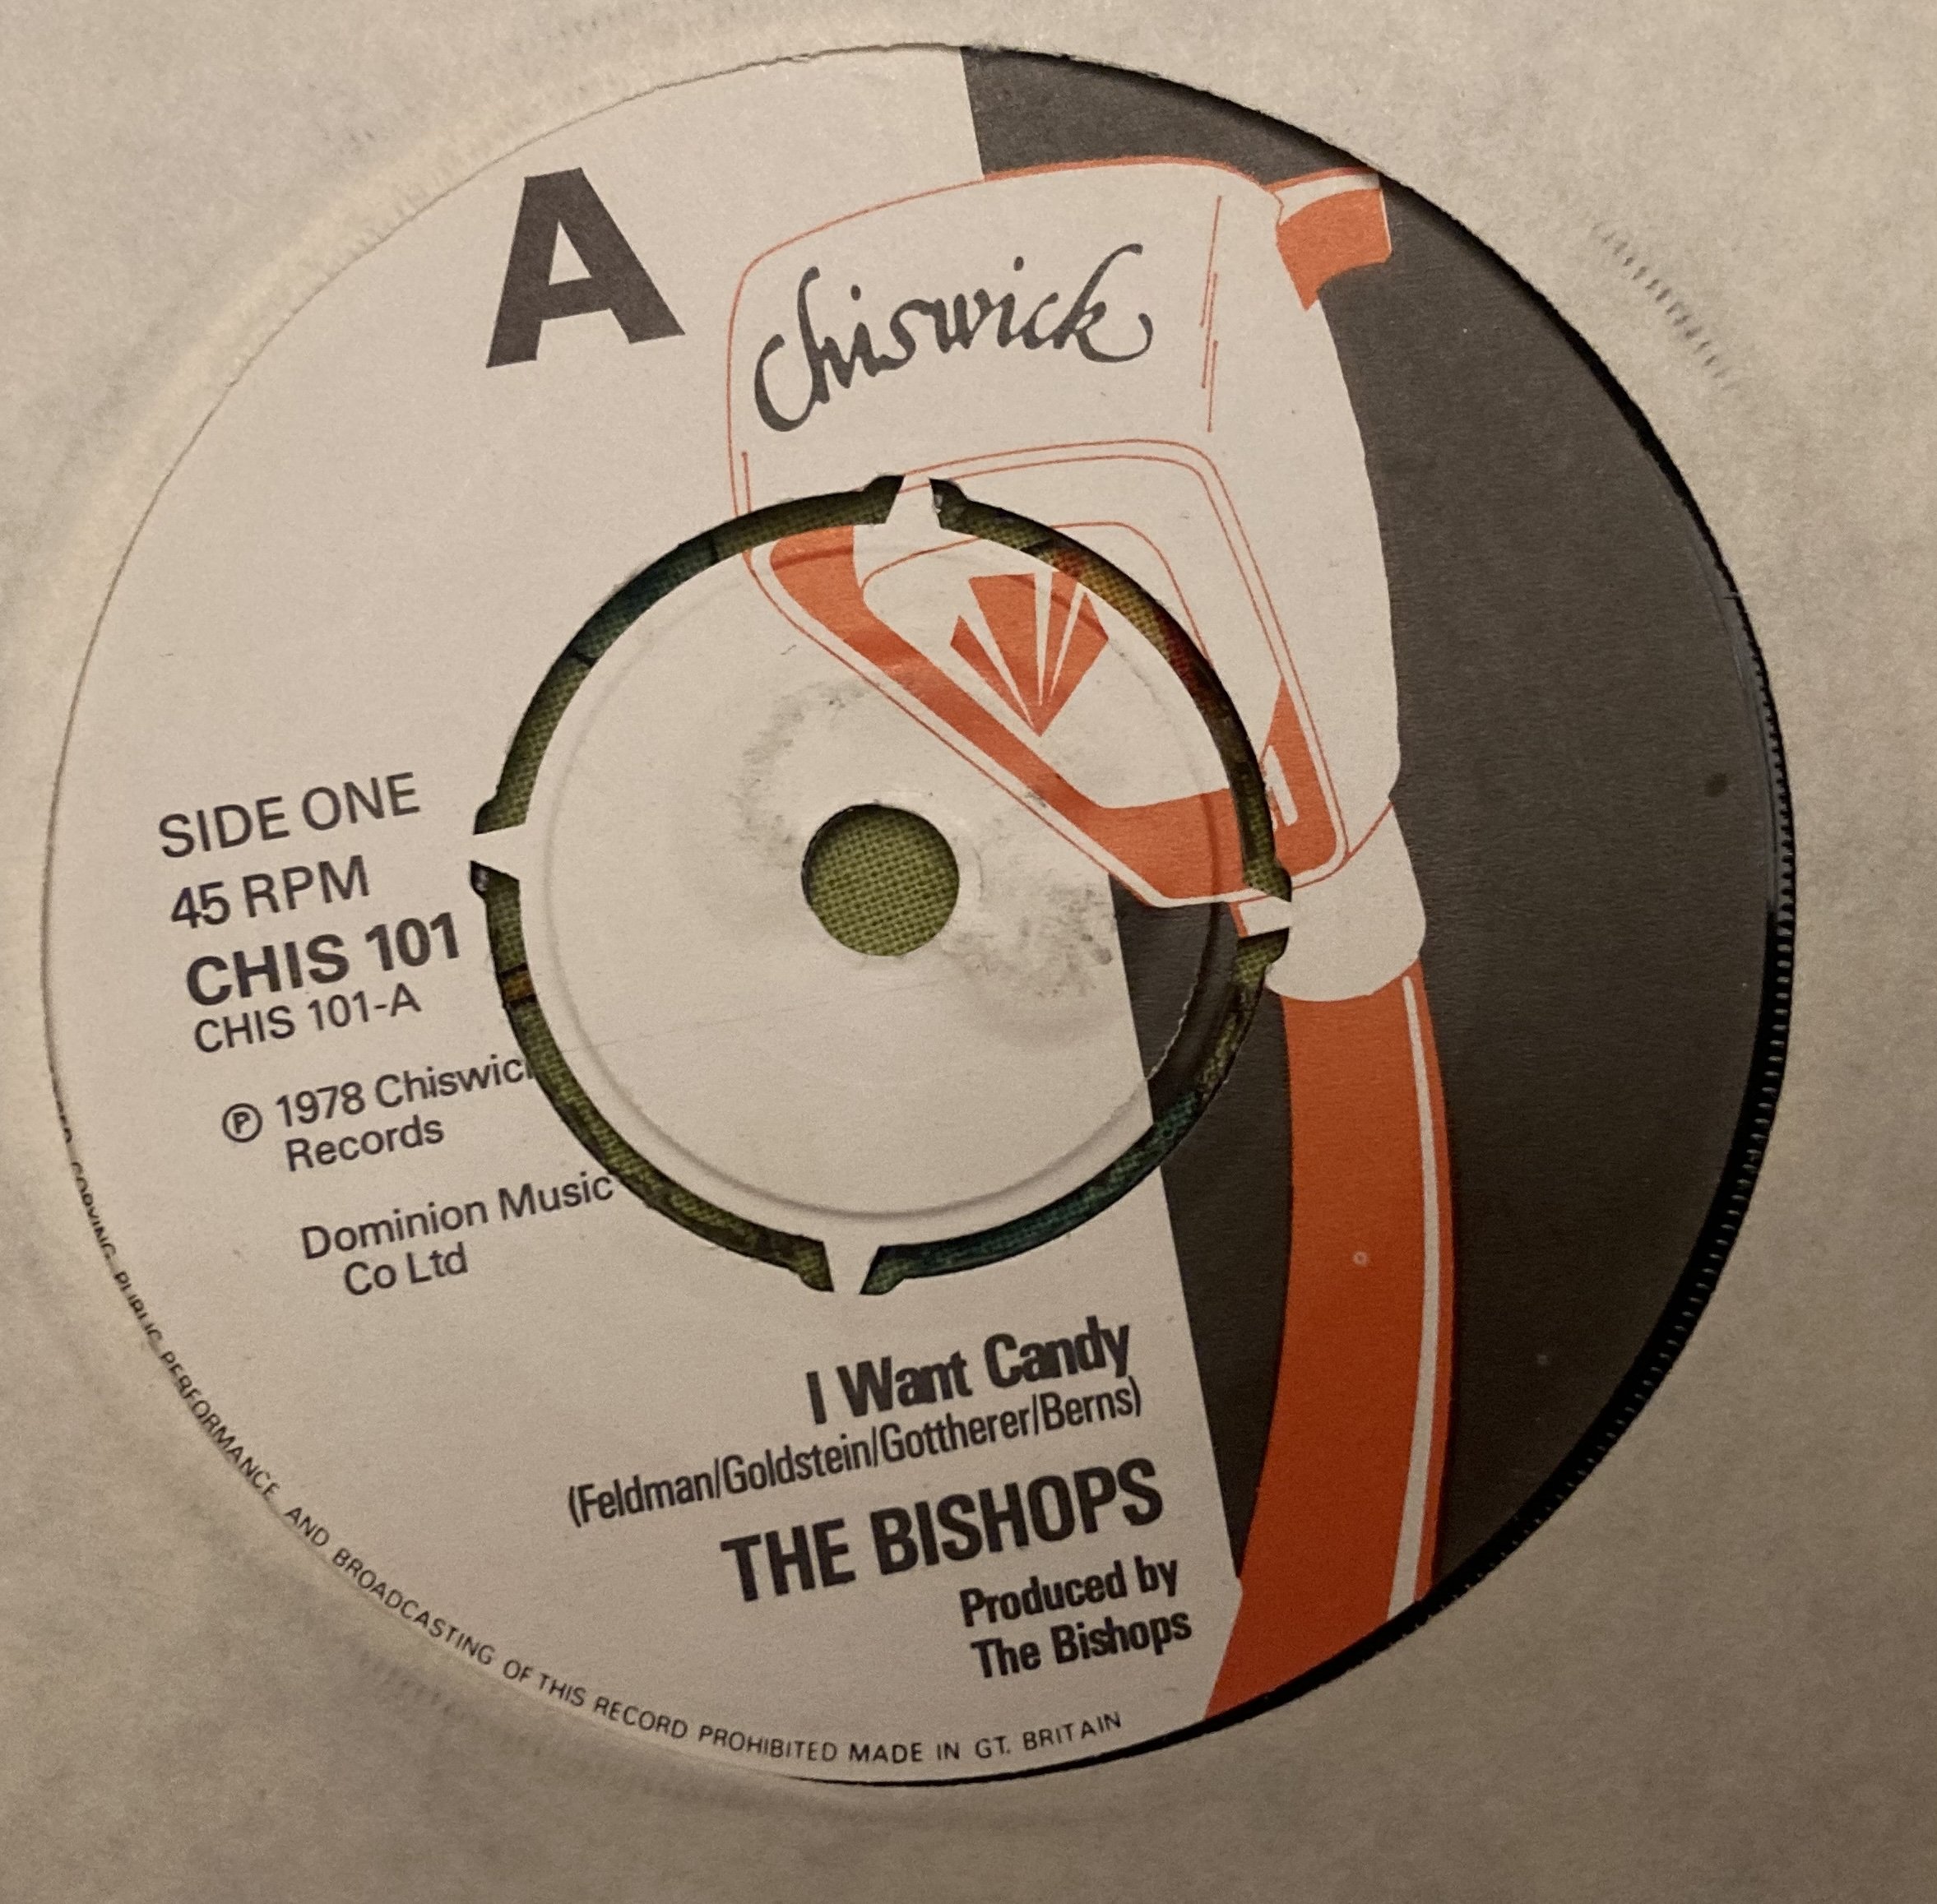 A
Chiswick
SIDE ONE
45 RPM
CHIS 101
CHIS 101-A
℗ 1978 Chiswick
Records
Dominion Music
Co Ltd
I Want Candy
(Feldman/Goldstein/Gottherer/Berns)
THE BISHOPS
Produced by
The Bishops
COPYING, PUBLIC PERFORMANCE AND BROADCASTING OF THIS RECORD PROHIBITED MADE IN GT. BRITAIN